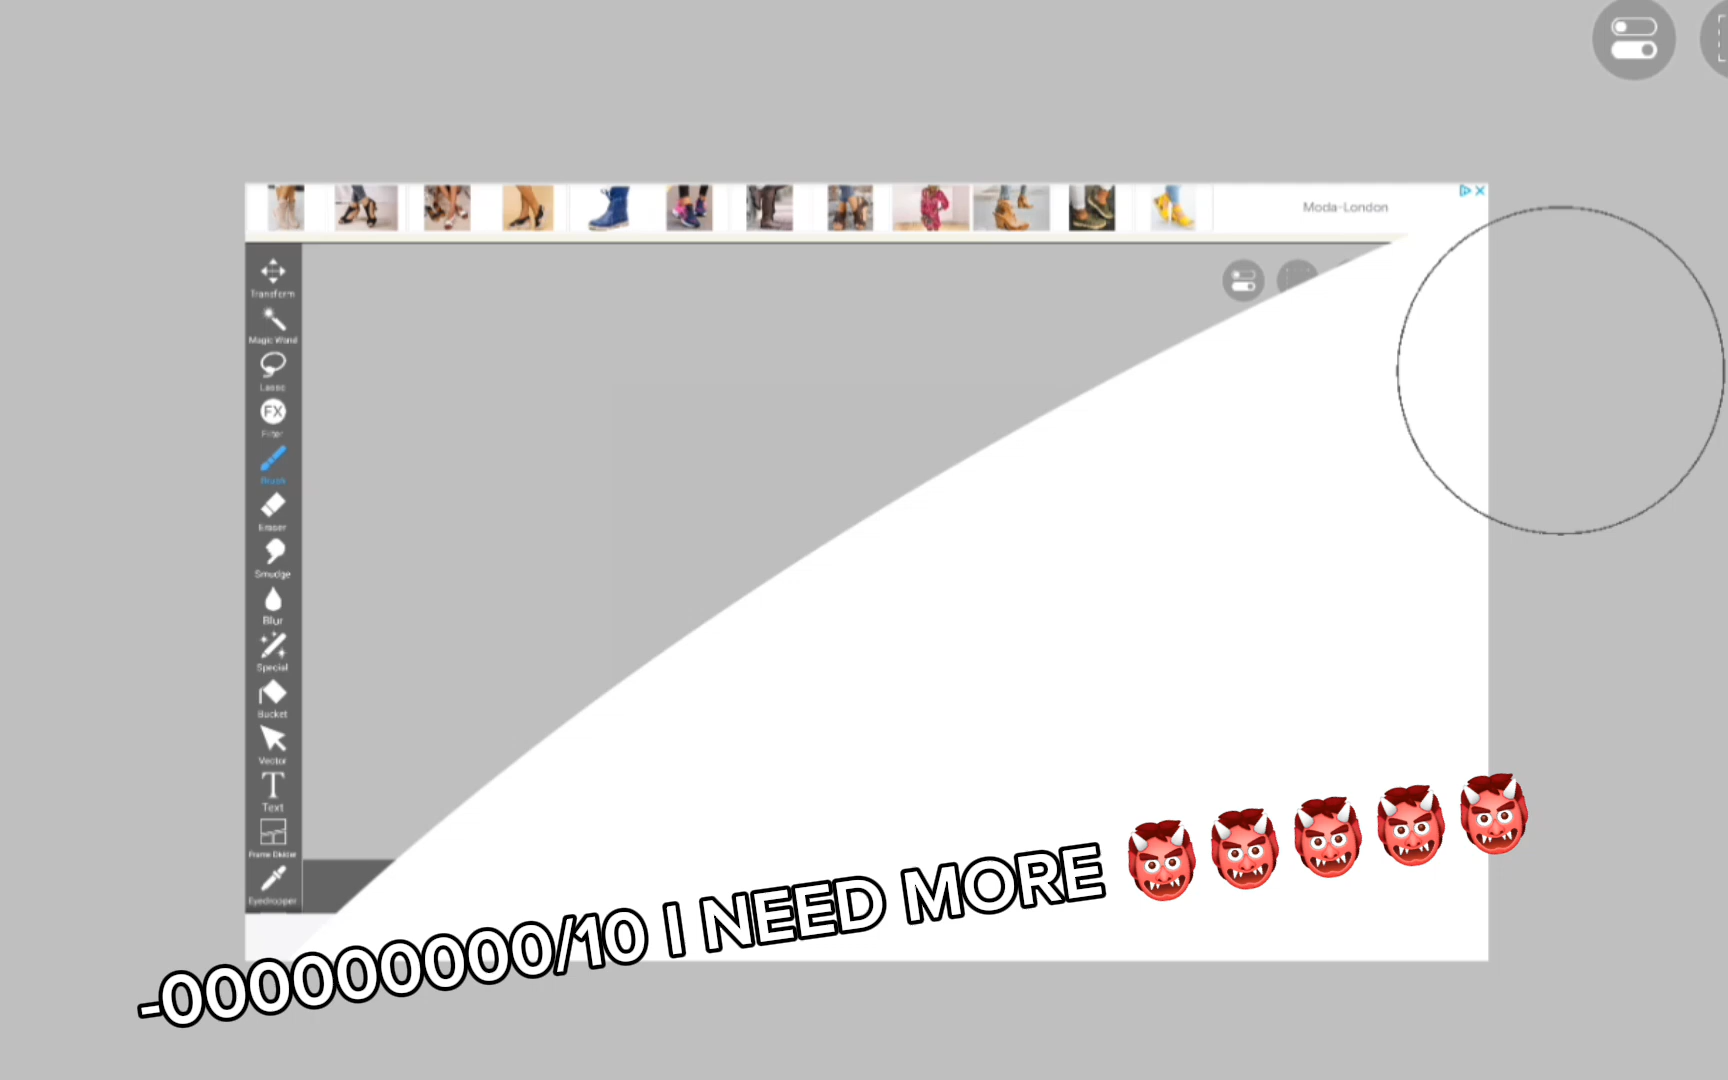 Moda-London
Transform
Magic Wand
Lasso
FX
Filter
Brush
Eraser
Smudge
Blur
Special
Bucket
Vector
T
Text
Frame Divider
Eyedropper
-000000000/10 I NEED MORE 👹👹👹👹👹